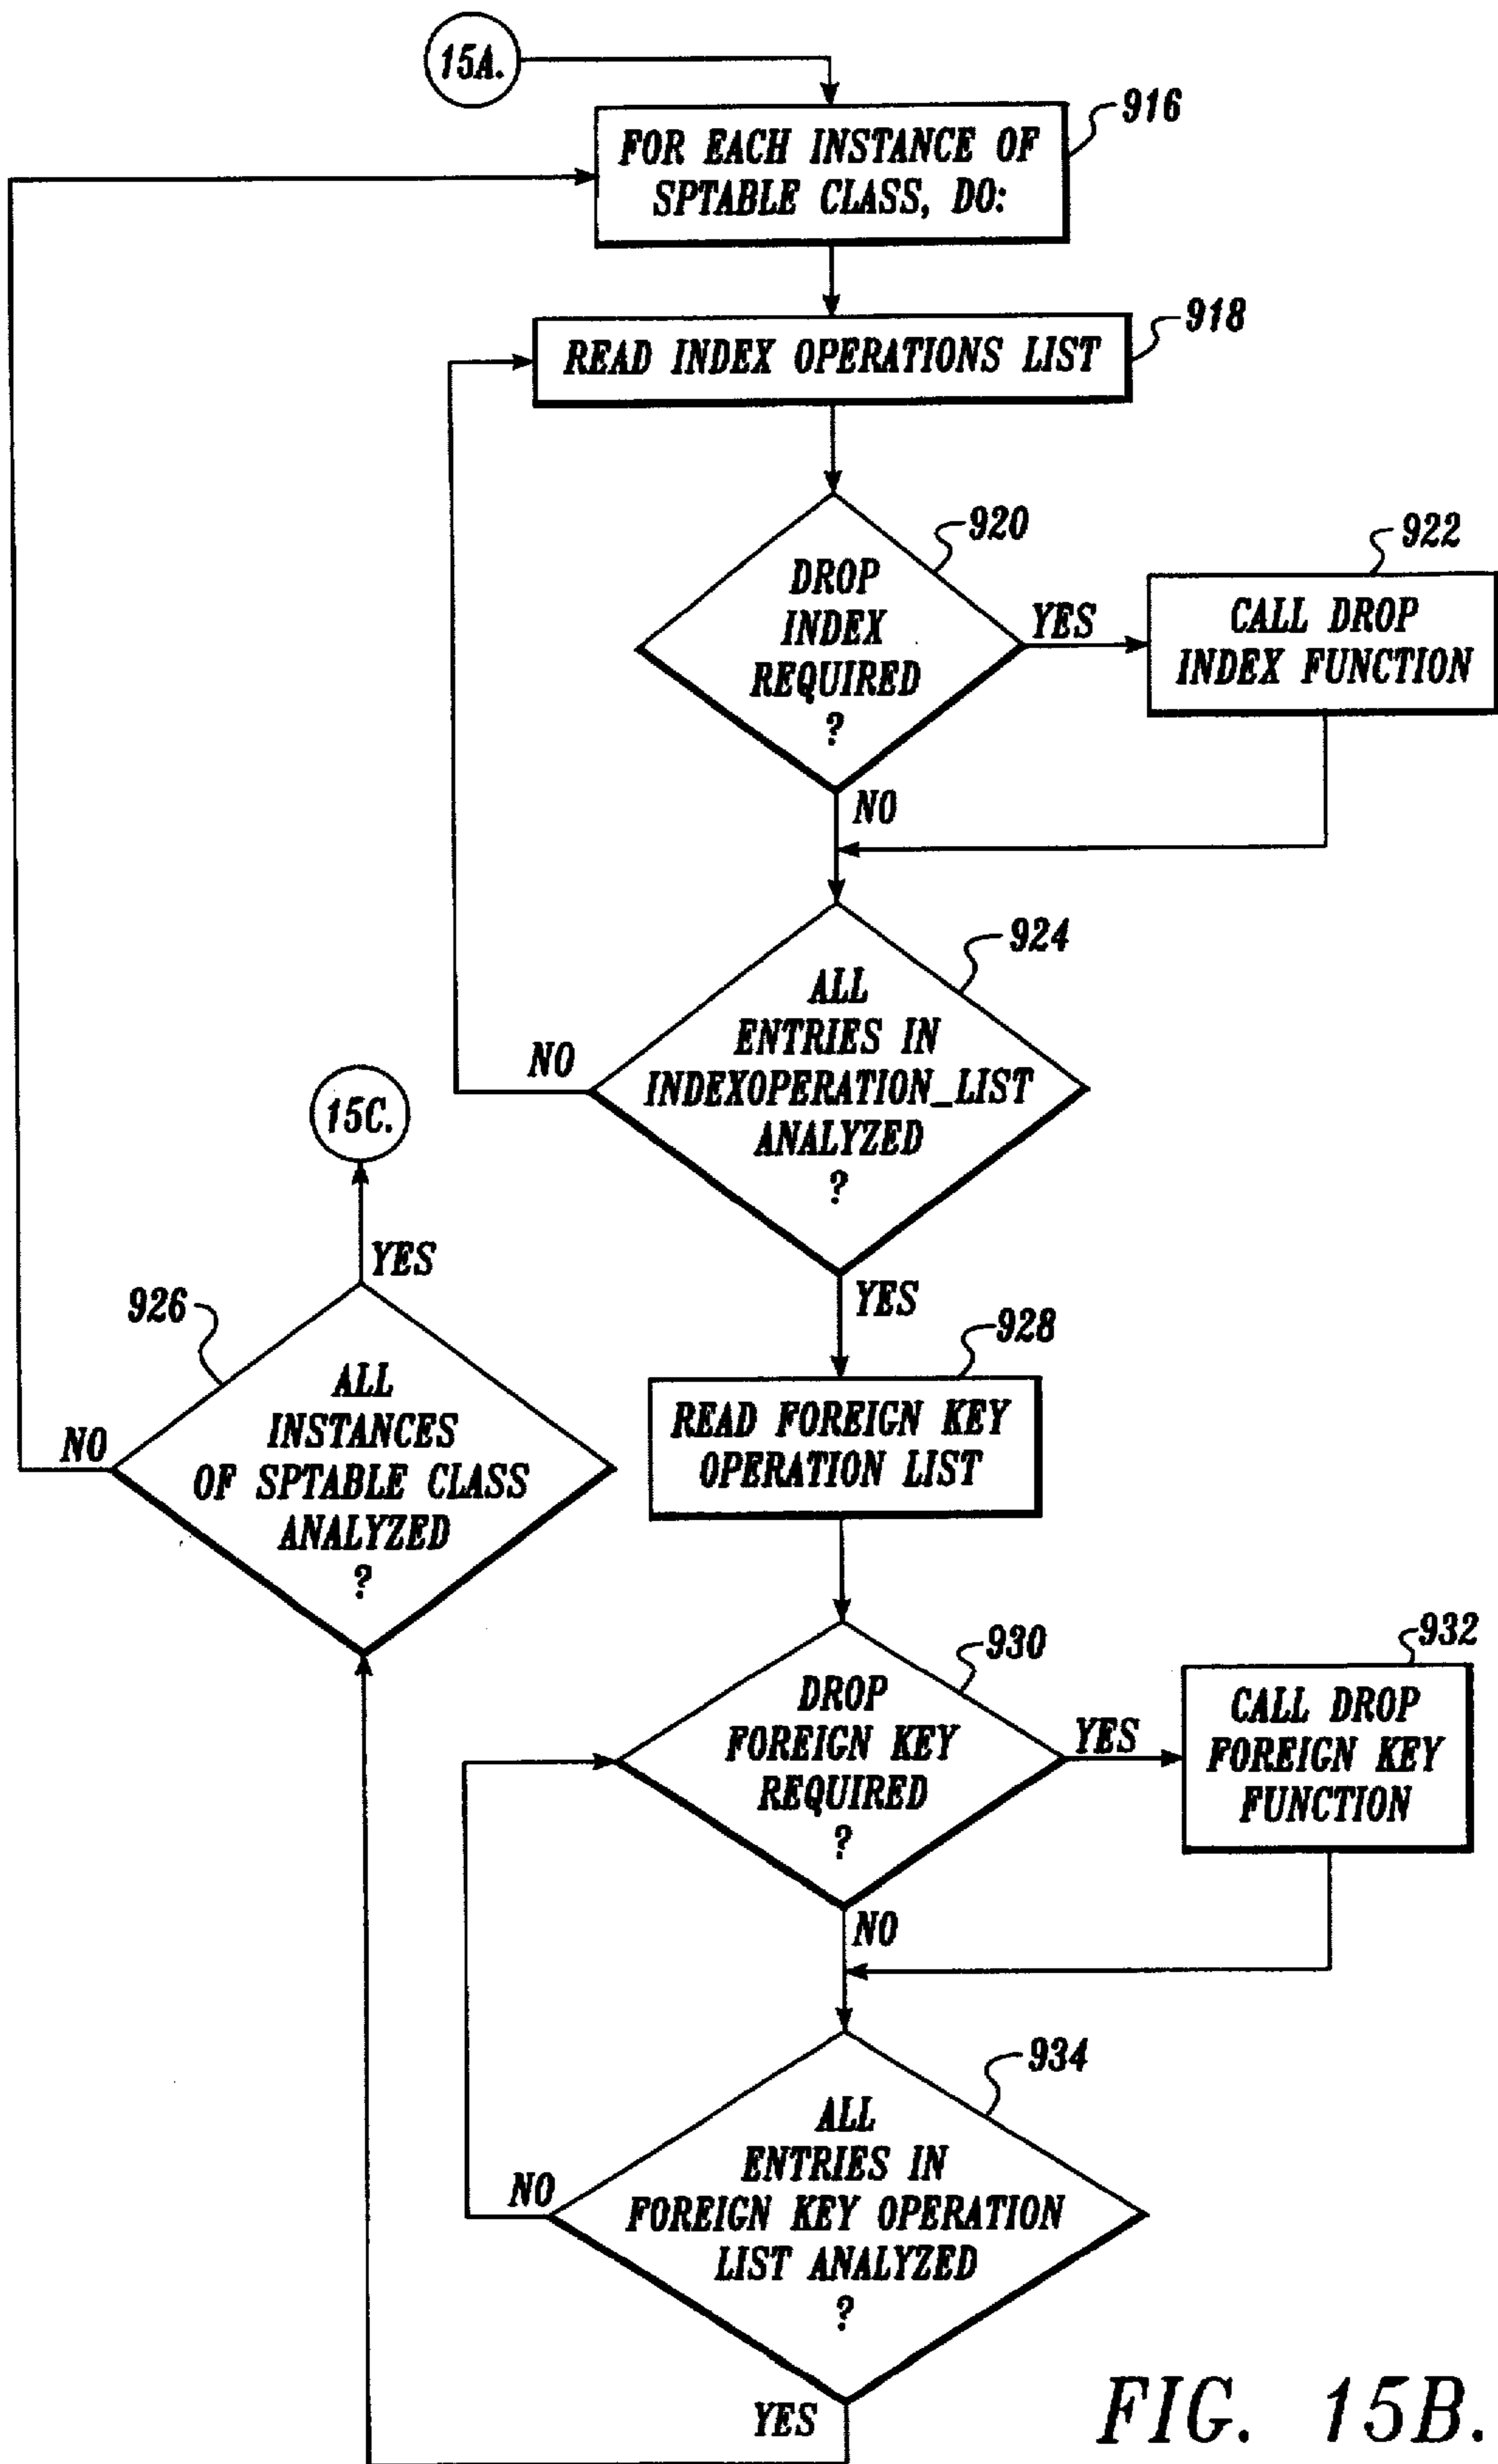 15A.
916
FOR EACH INSTANCE OF
SPTABLE CLASS, DO:
918
READ INDEX OPERATIONS LIST
920
DROP
INDEX
REQUIRED
?
YES
922
CALL DROP
INDEX FUNCTION
NO
924
ALL
ENTRIES IN
INDEXOPERATION_LIST
ANALYZED
?
NO
YES
15C.
YES
926
ALL
INSTANCES
OF SPTABLE CLASS
ANALYZED
?
NO
928
READ FOREIGN KEY
OPERATION LIST
930
DROP
FOREIGN KEY
REQUIRED
?
YES
932
CALL DROP
FOREIGN KEY
FUNCTION
NO
934
ALL
ENTRIES IN
FOREIGN KEY OPERATION
LIST ANALYZED
?
NO
YES
FIG. 15B.